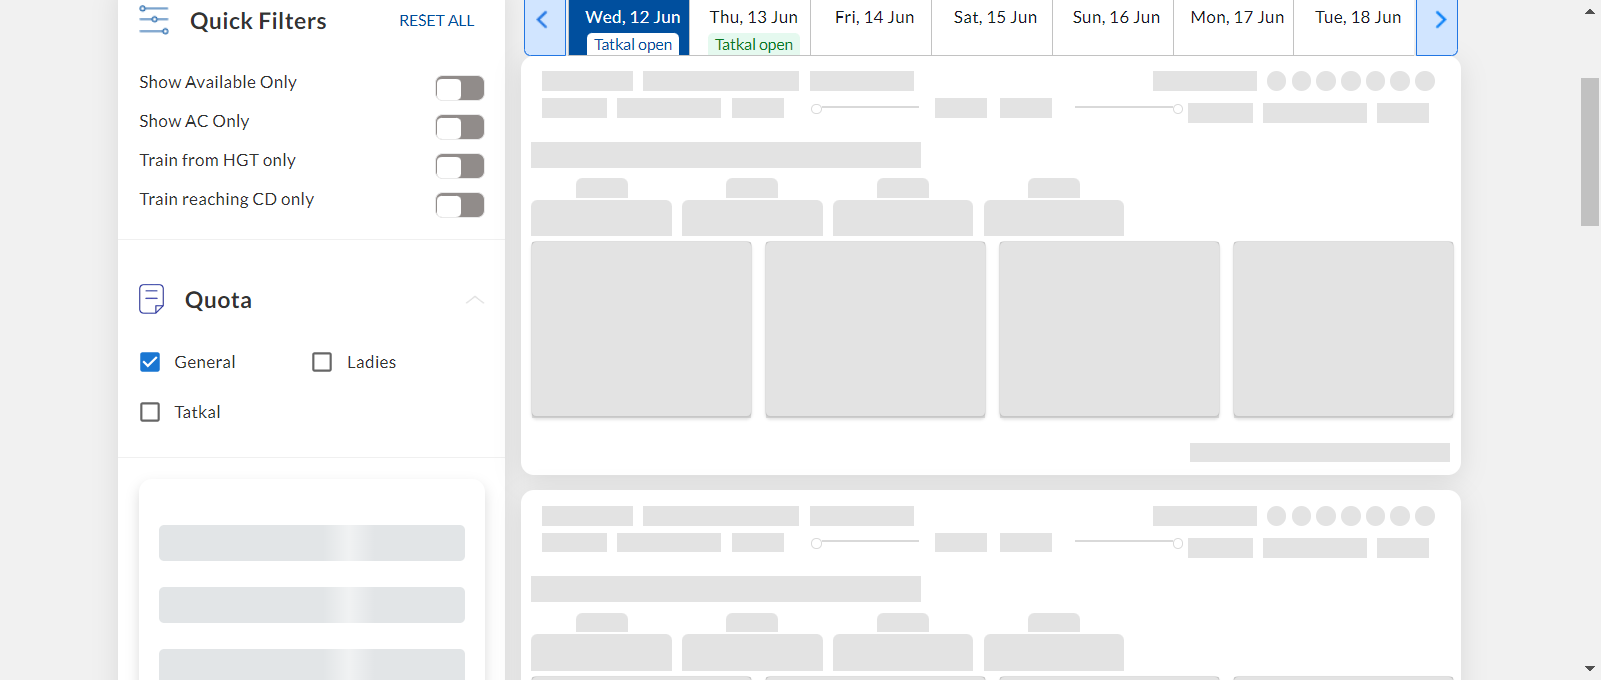 Quick Filters
RESET ALL
Show Available Only
Show AC Only
Train from HGT only
Train reaching CD only
Quota
General
Ladies
Tatkal
Wed, 12 Jun
Tatkal open
Thu, 13 Jun
Tatkal open
Fri, 14 Jun
Sat, 15 Jun
Sun, 16 Jun
Mon, 17 Jun
Tue, 18 Jun